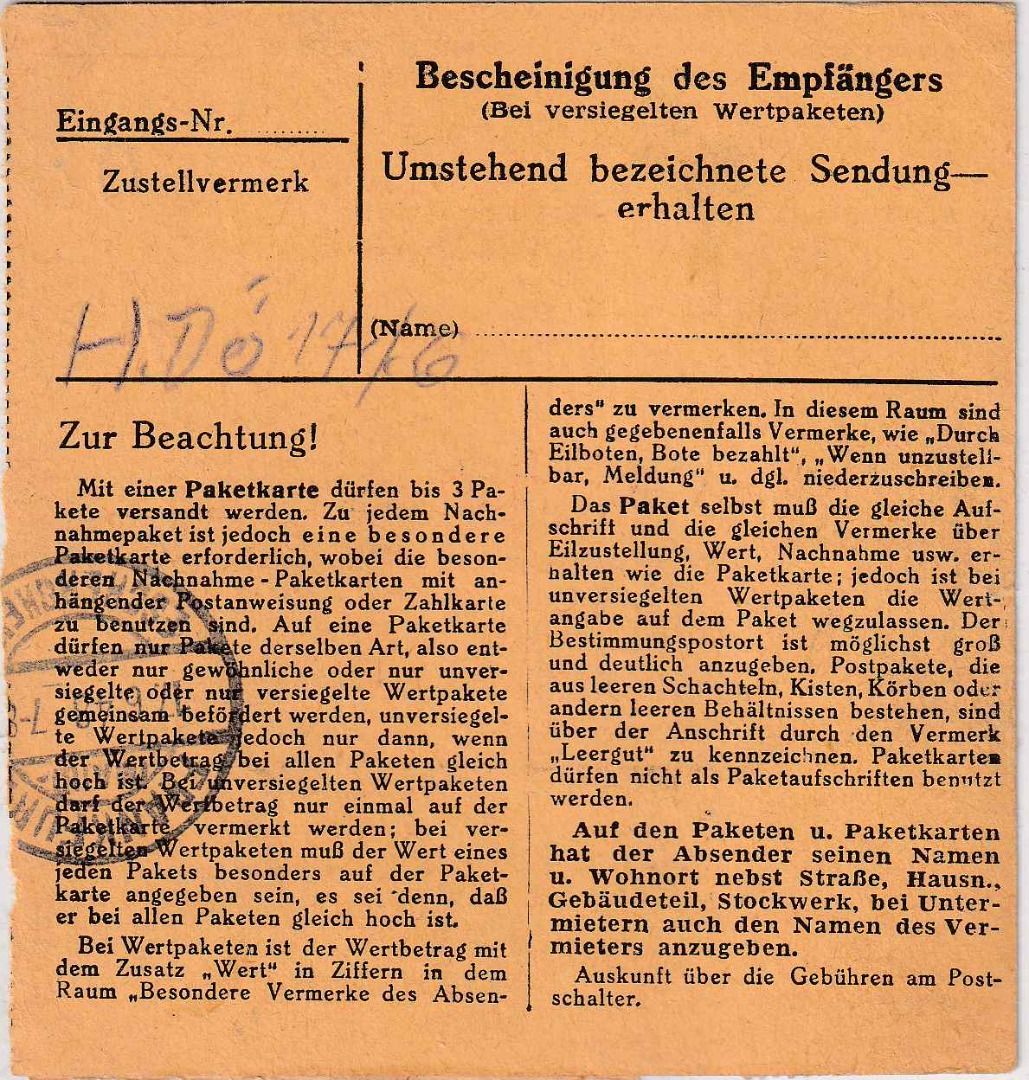 Eingangs-Nr.
Zustellvermerk
Bescheinigung des Empfängers
(Bei versiegelten Wertpaketen)
Umstehend bezeichnete Sendung—
erhalten
(Name)
H. Dö 17/6
Zur Beachtung!
Mit einer Paketkarte dürfen bis 3 Pa-
kete versandt werden. Zu jedem Nach-
nahmepaket ist jedoch eine besondere
Paketkarte erforderlich, wobei die beson-
deren Nachnahme-Paketkarten mit an-
hängender Postanweisung oder Zahlkarte
zu benutzen sind. Auf eine Paketkarte
dürfen nur Pakete derselben Art, also ent-
weder nur gewöhnliche oder nur unver-
siegelte oder nur versiegelte Wertpakete
gemeinsam befördert werden, unversiegel-
te Wertpakete jedoch nur dann, wenn
der Wertbetrag bei allen Paketen gleich
hoch ist. Bei unversiegelten Wertpaketen
darf der Wertbetrag nur einmal auf der
Paketkarte vermerkt werden; bei ver-
siegelten Wertpaketen muß der Wert eines
jeden Pakets besonders auf der Paket-
karte angegeben sein, es sei denn, daß
er bei allen Paketen gleich hoch ist.
Bei Wertpaketen ist der Wertbetrag mit
dem Zusatz „Wert“ in Ziffern in dem
Raum „Besondere Vermerke des Absen-
ders“ zu vermerken. In diesem Raum sind
auch gegebenenfalls Vermerke, wie „Durch
Eilboten, Bote bezahlt“, „Wenn unzustell-
bar, Meldung“ u. dgl. niederzuschreiben.
Das Paket selbst muß die gleiche Auf-
schrift und die gleichen Vermerke über
Eilzustellung, Wert, Nachnahme usw. er-
halten wie die Paketkarte; jedoch ist bei
unversiegelten Wertpaketen die Wert-
angabe auf dem Paket wegzulassen. Der
Bestimmungspostort ist möglichst groß
und deutlich anzugeben. Postpakete, die
aus leeren Schachteln, Kisten, Körben oder
andern leeren Behältnissen bestehen, sind
über der Anschrift durch den Vermerk
„Leergut“ zu kennzeichnen. Paketkarten
dürfen nicht als Paketaufschriften benutzt
werden.
Auf den Paketen u. Paketkarten
hat der Absender seinen Namen
u. Wohnort nebst Straße, Hausn.,
Gebäudeteil, Stockwerk, bei Unter-
mietern auch den Namen des Ver-
mieters anzugeben.
Auskunft über die Gebühren am Post-
schalter.